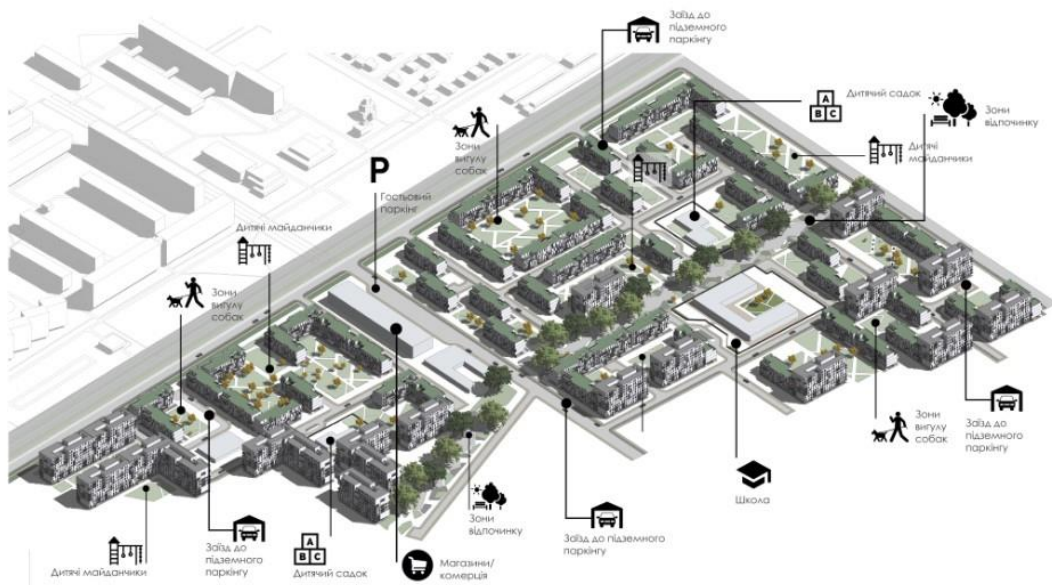 Заїзд до
підземного
паркінгу
Дитячий садок
A
B C
Зони
відпочинку
Дитячі
майданчики
Зони
вигулу
собак
P
Гостьовий
паркінг
Дитячі майданчики
Зони
вигулу
собак
Зони
вигулу
собак
Заїзд до
підземного
паркінгу
Школа
Зони
відпочинку
Заїзд до підземного
паркінгу
Дитячі майданчики
Заїзд до
підземного
паркінгу
A
B C
Дитячий садок
Магазини/
комерція